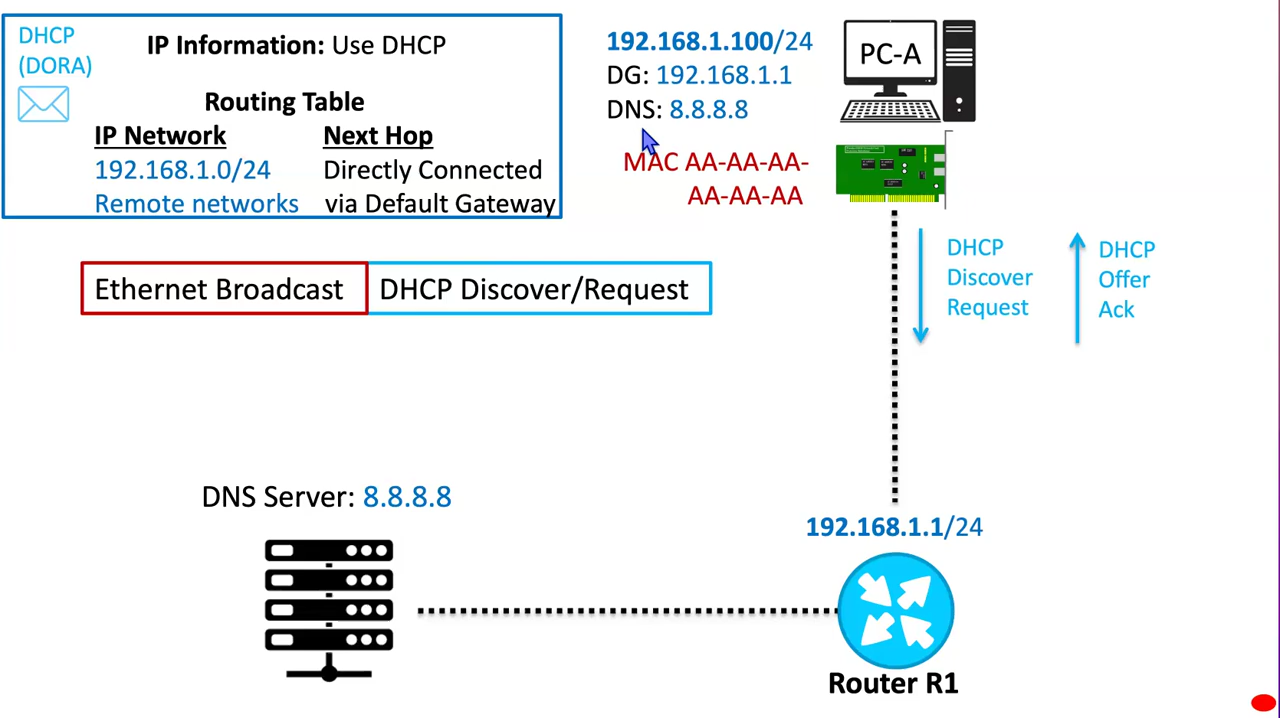 DHCP
(DORA)
IP Information: Use DHCP
Routing Table
IP Network Next Hop
192.168.1.0/24 Directly Connected
Remote networks via Default Gateway
192.168.1.100/24
DG: 192.168.1.1
DNS: 8.8.8.8
PC-A
MAC AA-AA-AA-
AA-AA-AA
DHCP
Discover
Request
DHCP
Offer
Ack
Ethernet Broadcast DHCP Discover/Request
DNS Server: 8.8.8.8
192.168.1.1/24
Router R1